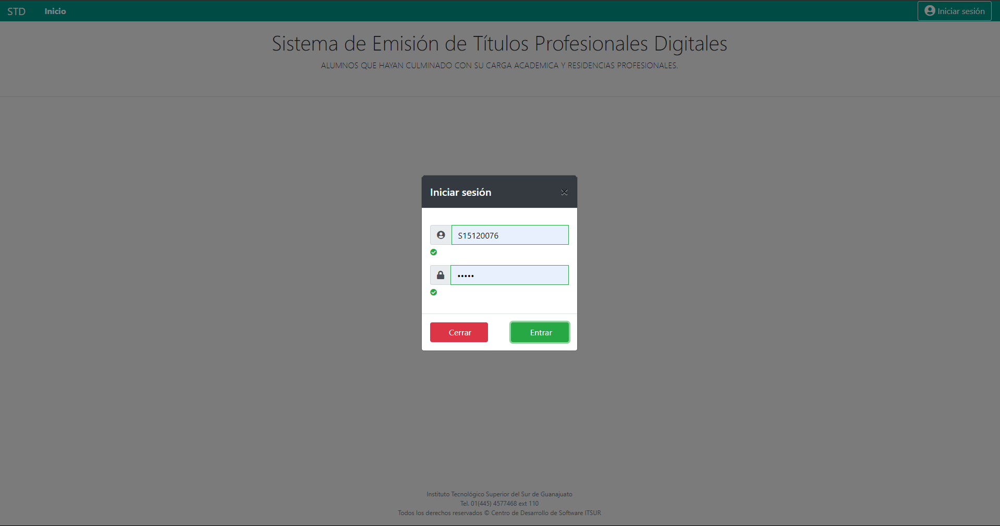 STD Inicio Iniciar sesión
Sistema de Emisión de Títulos Profesionales Digitales
ALUMNOS QUE HAYAN CULMINADO CON SU CARGA ACADEMICA Y RESIDENCIAS PROFESIONALES.
Iniciar sesión ×
S15120076
•••••
Cerrar Entrar
Instituto Tecnológico Superior del Sur de Guanajuato
Tel. 01(445) 4577468 ext 110
Todos los derechos reservados © Centro de Desarrollo de Software ITSUR